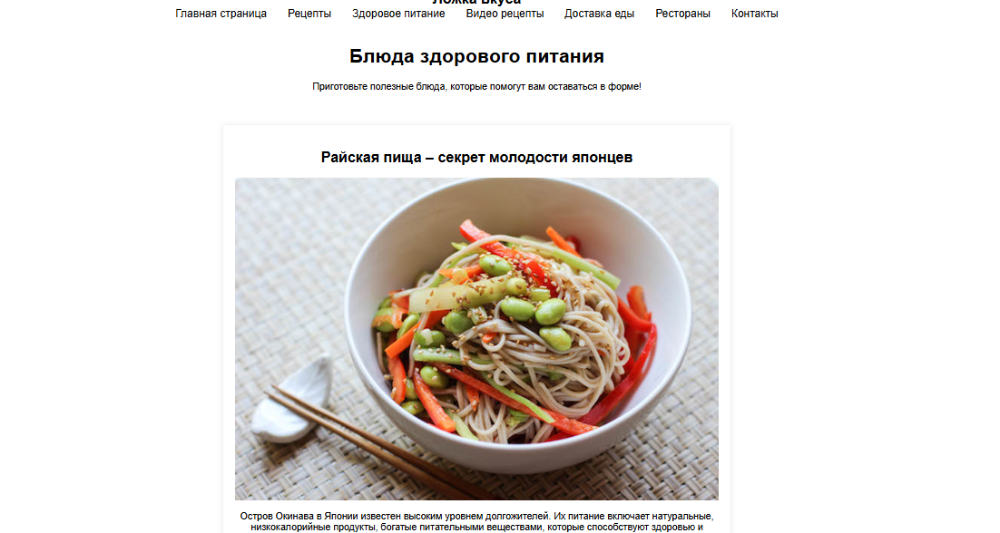 Ложка Вкуса
Главная страница Рецепты Здоровое питание Видео рецепты Доставка еды Рестораны Контакты
Блюда здорового питания
Приготовьте полезные блюда, которые помогут вам оставаться в форме!
Райская пища – секрет молодости японцев
Остров Окинава в Японии известен высоким уровнем долгожителей. Их питание включает натуральные,
низкокалорийные продукты, богатые питательными веществами, которые способствуют здоровью и